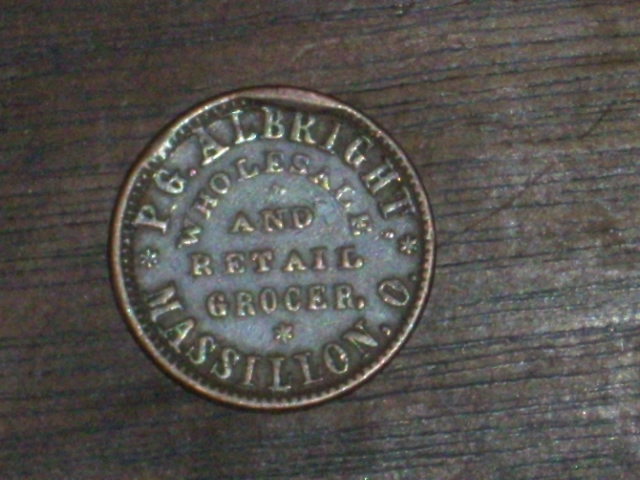 P.G. ALBRIGHT.
WHOLESALE
AND
RETAIL
GROCER.
MASSILLON, O.